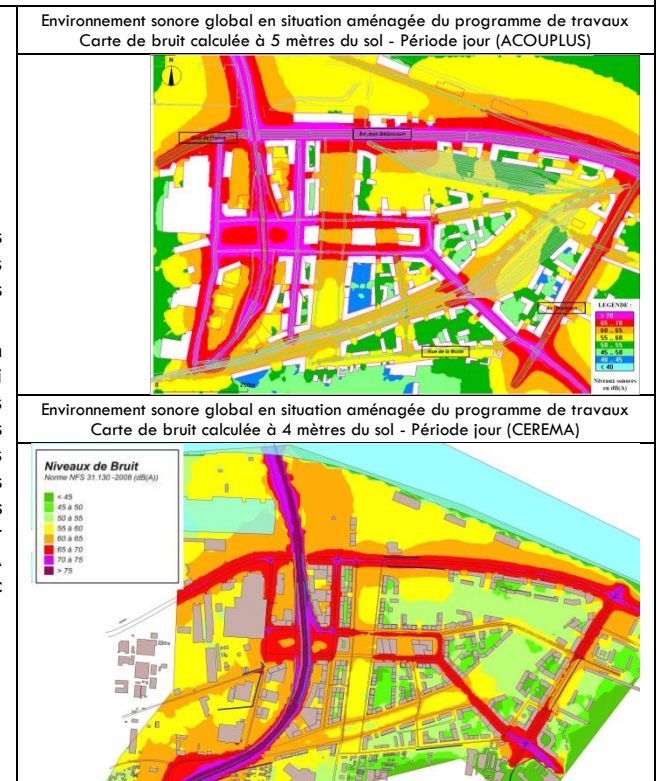 Environnement sonore global en situation aménagée du programme de travaux
Carte de bruit calculée à 5 mètres du sol - Période jour (ACOUPLUS)
N
Bd Jean Béhancourt
Rue de la Motte
LEGENDE :
> 70
65 .. 70
60 .. 65
55 .. 60
50 .. 55
45 .. 50
40 .. 45
< 40
Niveaux sonores
en dB(A)
0
Environnement sonore global en situation aménagée du programme de travaux
Carte de bruit calculée à 4 mètres du sol - Période jour (CEREMA)
Niveaux de Bruit
Norme NFS 31.130 -2008 (dB(A))
< 45
45 à 50
50 à 55
55 à 60
60 à 65
65 à 70
70 à 75
> 75